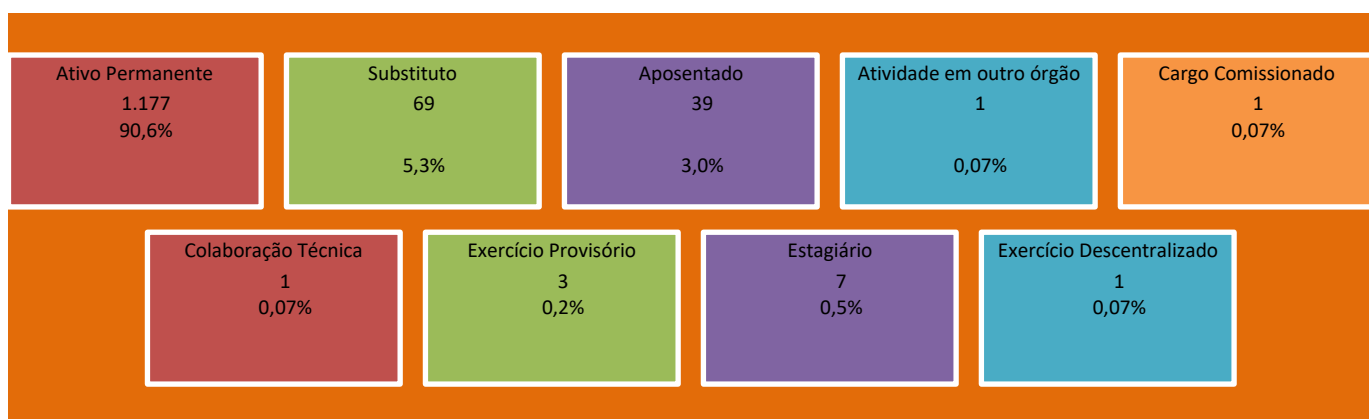 Ativo Permanente
1.177
90,6%
Substituto
69
5,3%
Aposentado
39
3,0%
Atividade em outro órgão
1
0,07%
Cargo Comissionado
1
0,07%
Colaboração Técnica
1
0,07%
Exercício Provisório
3
0,2%
Estagiário
7
0,5%
Exercício Descentralizado
1
0,07%